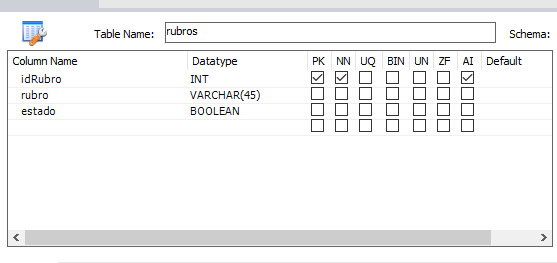 Table Name: rubros Schema:
Column Name Datatype PK NN UQ BIN UN ZF AI Default
idRubro INT
rubro VARCHAR(45)
estado BOOLEAN